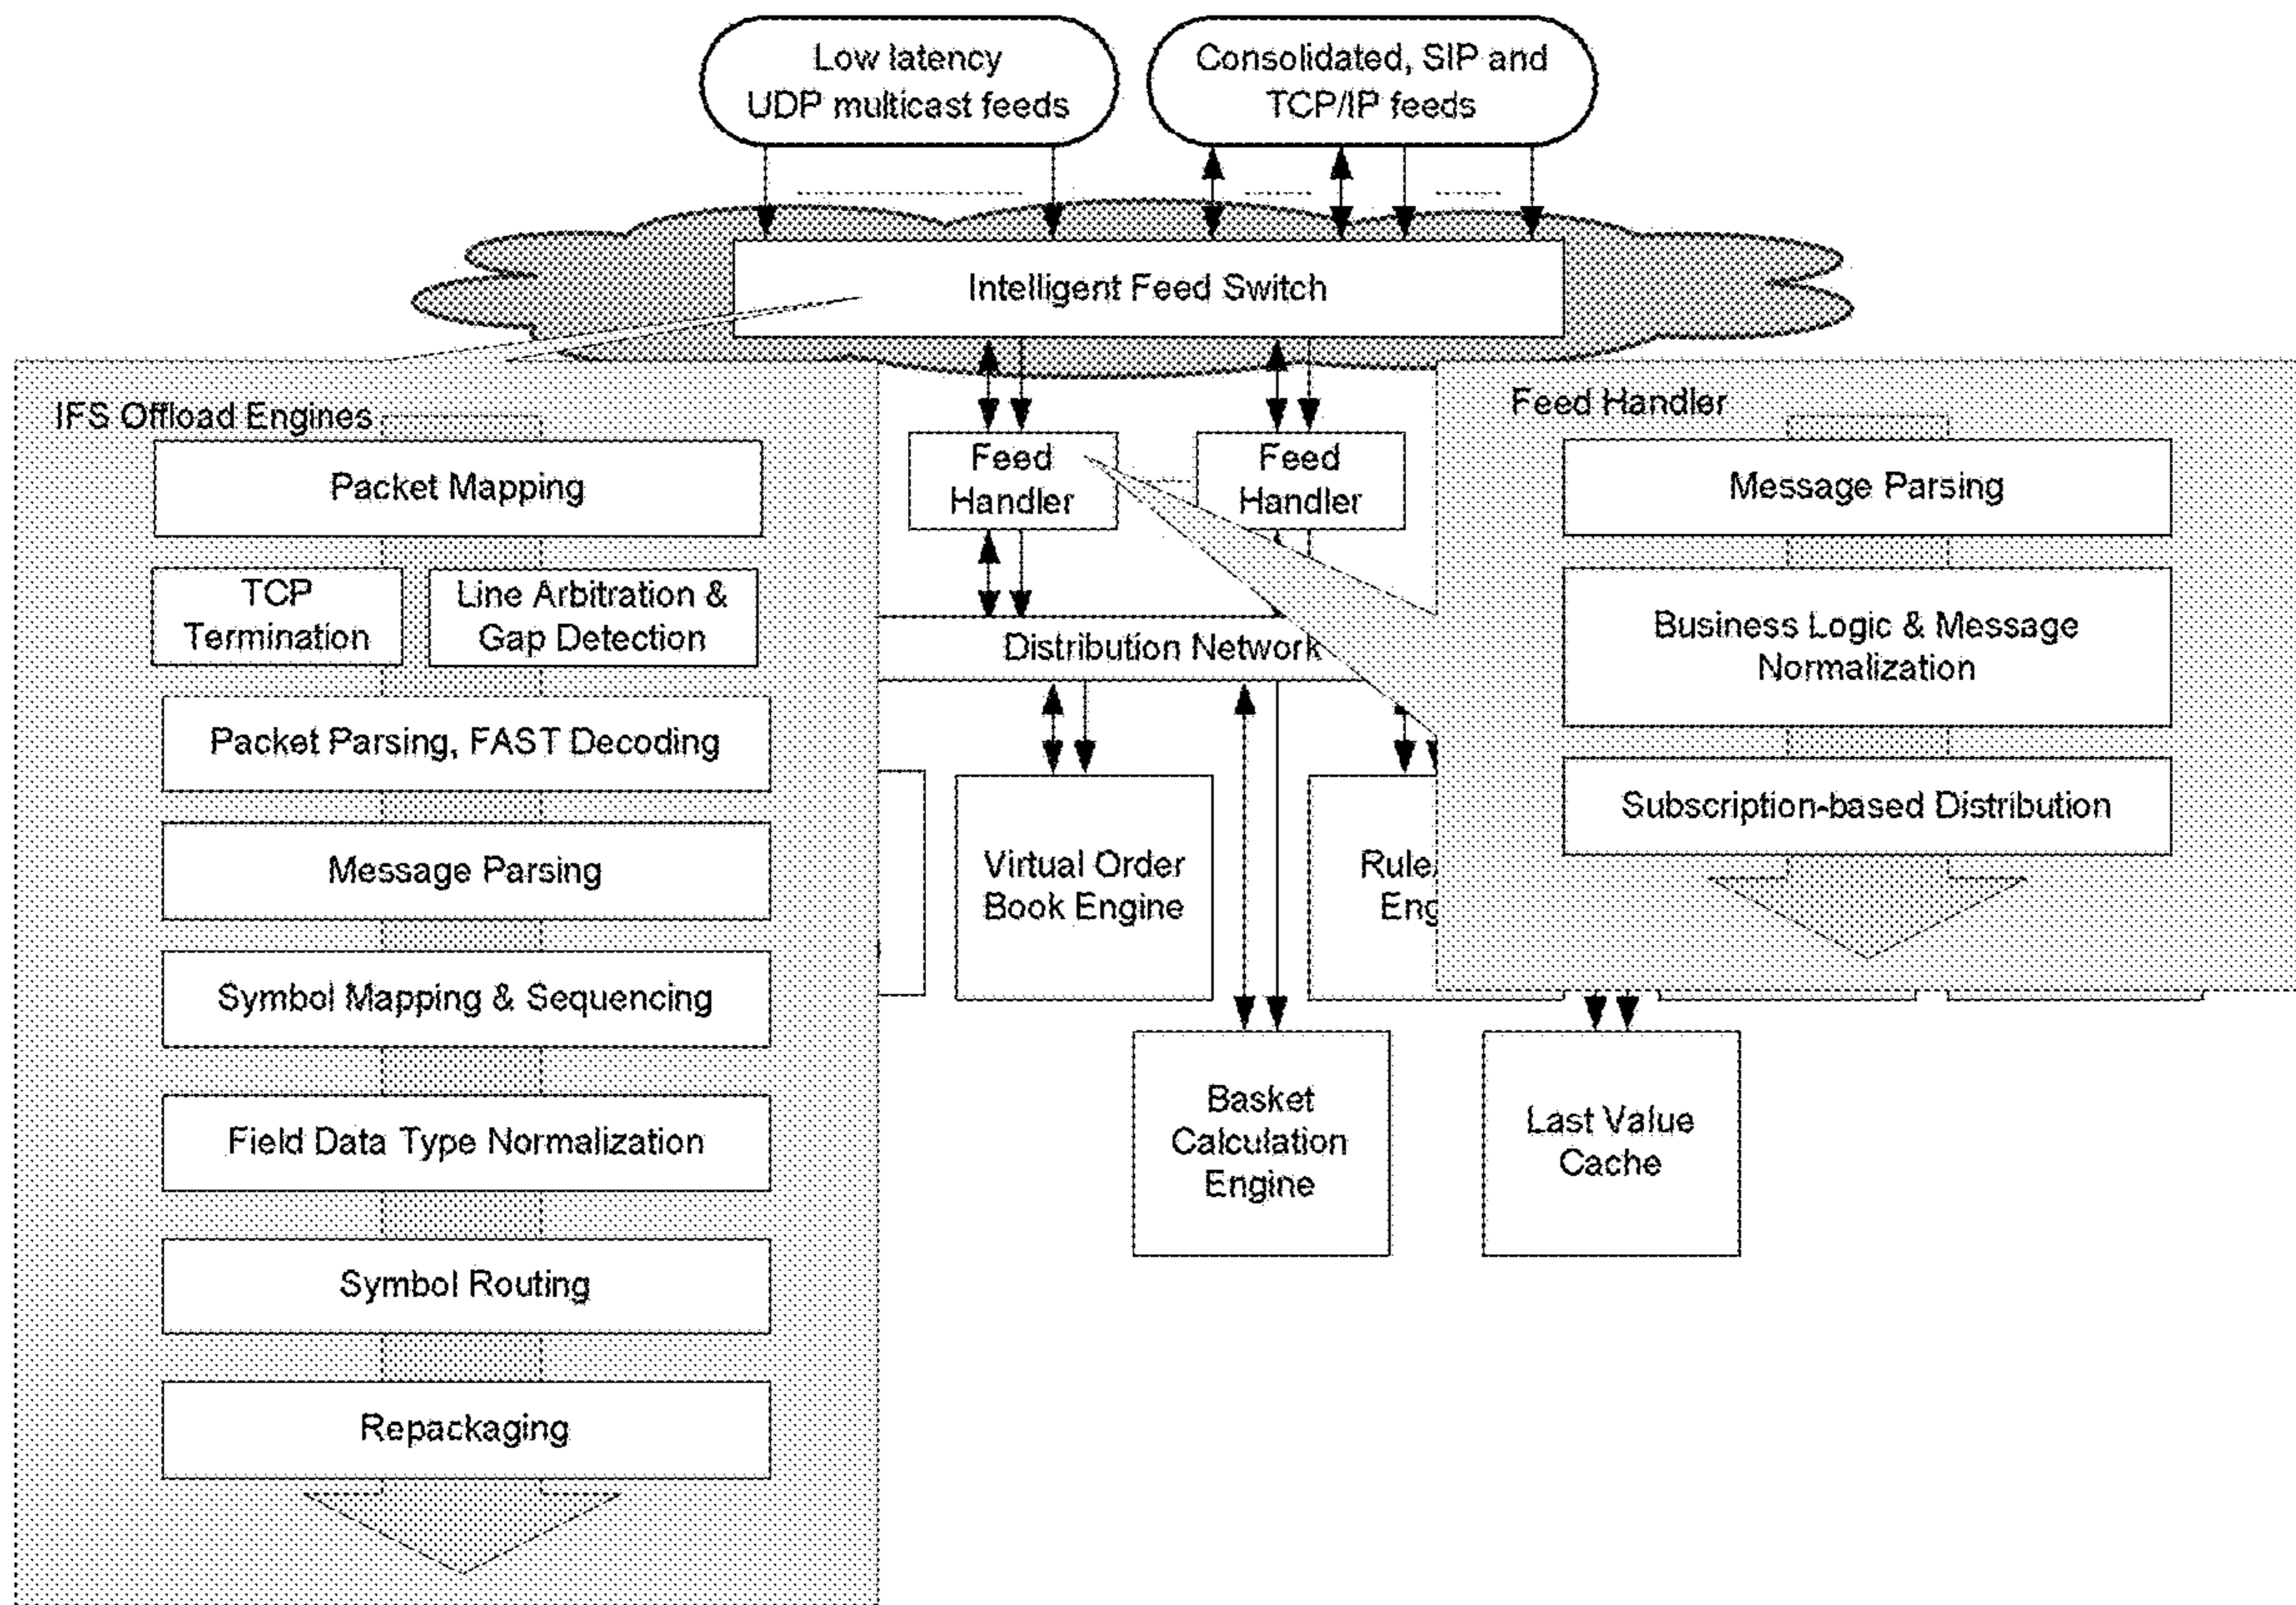 Low latency
UDP multicast feeds
Consolidated, SIP and
TCP/IP feeds
Intelligent Feed Switch
IFS Offload Engines
Packet Mapping
TCP
Termination
Line Arbitration &
Gap Detection
Packet Parsing, FAST Decoding
Message Parsing
Symbol Mapping & Sequencing
Field Data Type Normalization
Symbol Routing
Repackaging
Feed
Handler
Feed
Handler
Distribution Network
Virtual Order
Book Engine
Basket
Calculation
Engine
Last Value
Cache
Feed Handler
Message Parsing
Business Logic & Message
Normalization
Subscription-based Distribution